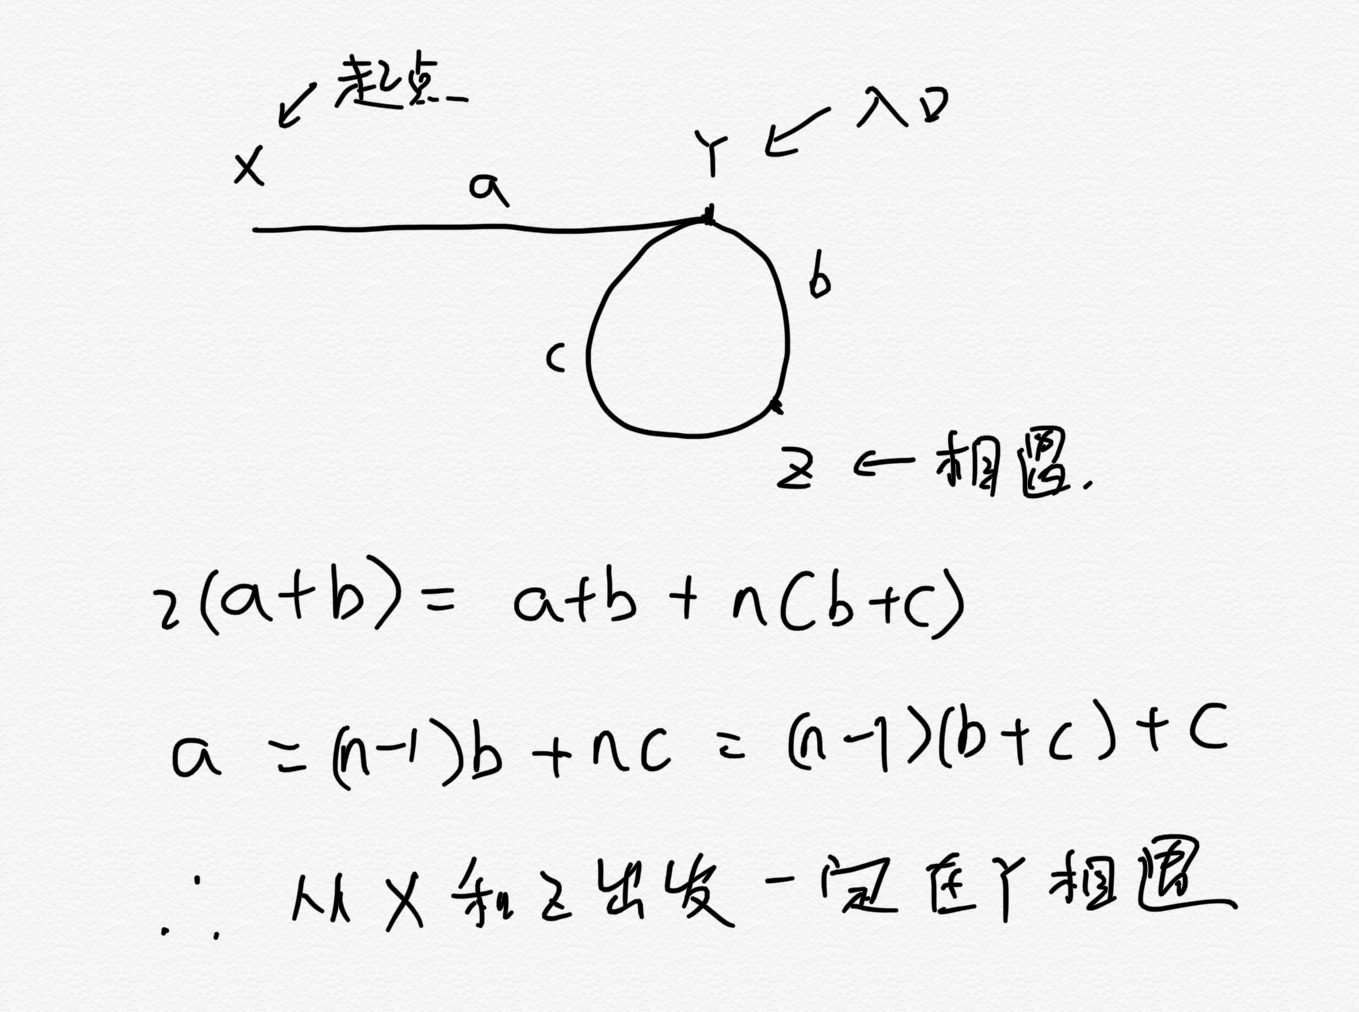 起点
入口
X
Y
a
b
c
Z ← 相遇.
2(a+b) = a+b + n(b+c)
a = (n-1)b + nc = (n-1)(b+c) + c
∴ 从 X 和 Z 出发一定在 Y 相遇